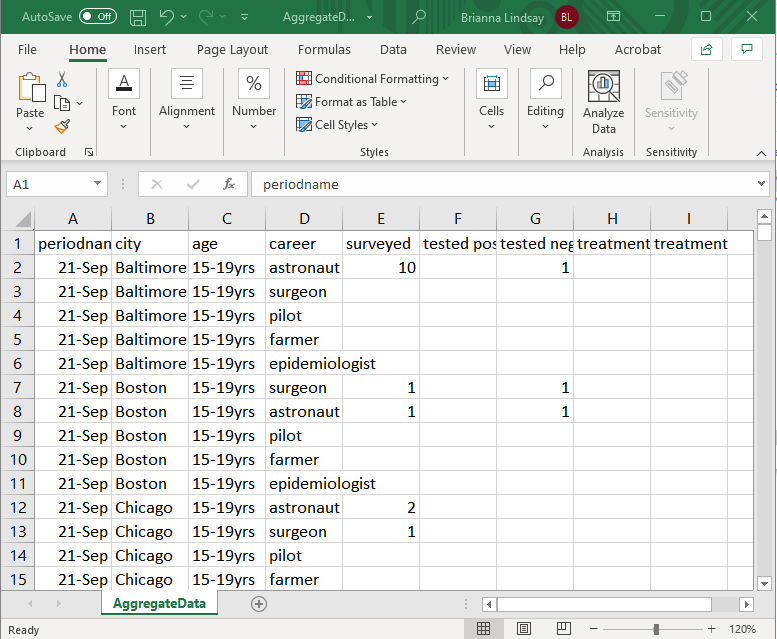 AutoSave Off AggregateD... Brianna Lindsay BL
File Home Insert Page Layout Formulas Data Review View Help Acrobat
Paste Font Alignment Number Conditional Formatting Format as Table Cell Styles Cells Editing Analyze Data Sensitivity
Clipboard Styles Analysis Sensitivity
A1 fx periodname
A B C D E F G H I
1 periodnan city age career surveyed tested pos tested neg treatment treatment
2 21-Sep Baltimore 15-19yrs astronaut 10 1
3 21-Sep Baltimore 15-19yrs surgeon
4 21-Sep Baltimore 15-19yrs pilot
5 21-Sep Baltimore 15-19yrs farmer
6 21-Sep Baltimore 15-19yrs epidemiologist
7 21-Sep Boston 15-19yrs surgeon 1 1
8 21-Sep Boston 15-19yrs astronaut 1 1
9 21-Sep Boston 15-19yrs pilot
10 21-Sep Boston 15-19yrs farmer
11 21-Sep Boston 15-19yrs epidemiologist
12 21-Sep Chicago 15-19yrs astronaut 2
13 21-Sep Chicago 15-19yrs surgeon 1
14 21-Sep Chicago 15-19yrs pilot
15 21-Sep Chicago 15-19yrs farmer
AggregateData
Ready 120%